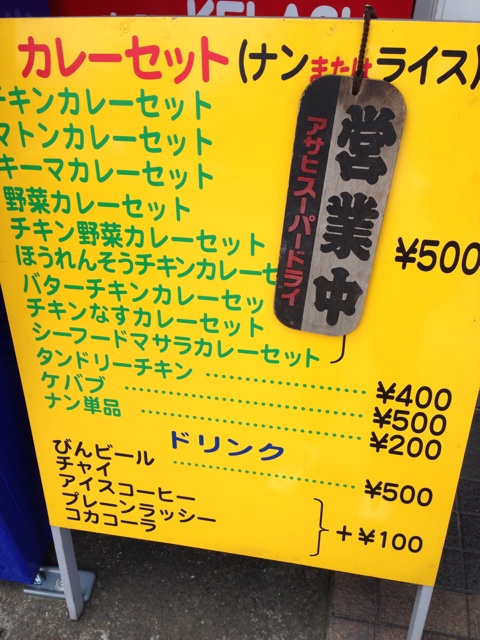 カレーセット(ナンまたはライス)
チキンカレーセット
マトンカレーセット
キーマカレーセット
野菜カレーセット
チキン野菜カレーセット
ほうれんそうチキンカレーセ
バターチキンカレーセッ
チキンなすカレーセット
シーフードマサラカレーセット
¥500
営業中
アサヒスーパードライ
タンドリーチキン ¥400
ケバブ ¥500
ナン単品 ¥200
ドリンク
びんビール ¥500
チャイ
アイスコーヒー
プレーンラッシー
コカコーラ
+¥100